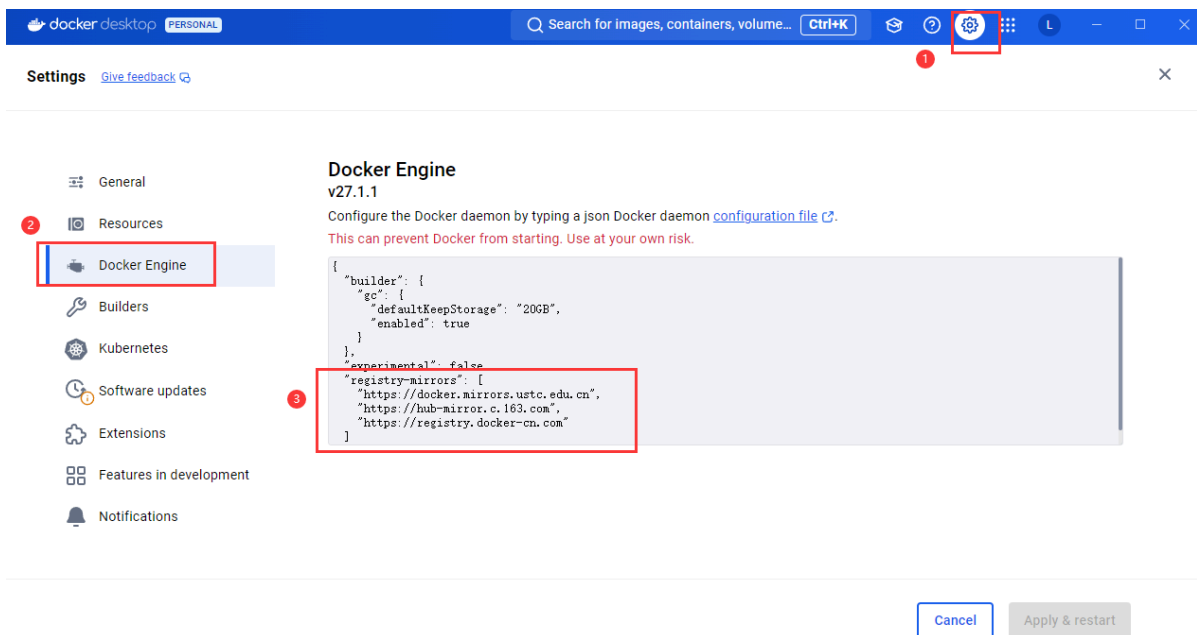 docker desktop PERSONAL
Search for images, containers, volume... Ctrl+K
L
1
Settings Give feedback
General
2
Resources
Docker Engine
Builders
Kubernetes
Software updates
Extensions
Features in development
Notifications
Docker Engine
v27.1.1
Configure the Docker daemon by typing a json Docker daemon configuration file.
This can prevent Docker from starting. Use at your own risk.
{
"builder": {
"gc": {
"defaultKeepStorage": "20GB",
"enabled": true
}
},
"experimental": false,
"registry-mirrors": [
"https://docker.mirrors.ustc.edu.cn",
3
"https://hub-mirror.c.163.com",
"https://registry.docker-cn.com"
]
Cancel
Apply & restart